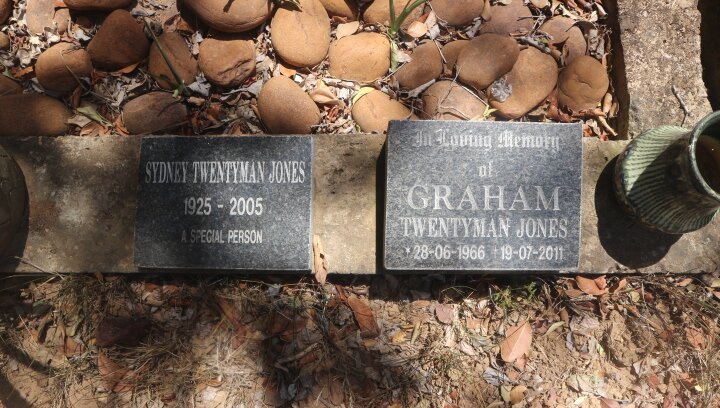 SYDNEY TWENTYMAN JONES
1925 - 2005
A SPECIAL PERSON
In Loving Memory
of
GRAHAM
TWENTYMAN JONES
*28-06-1966 †19-07-2011